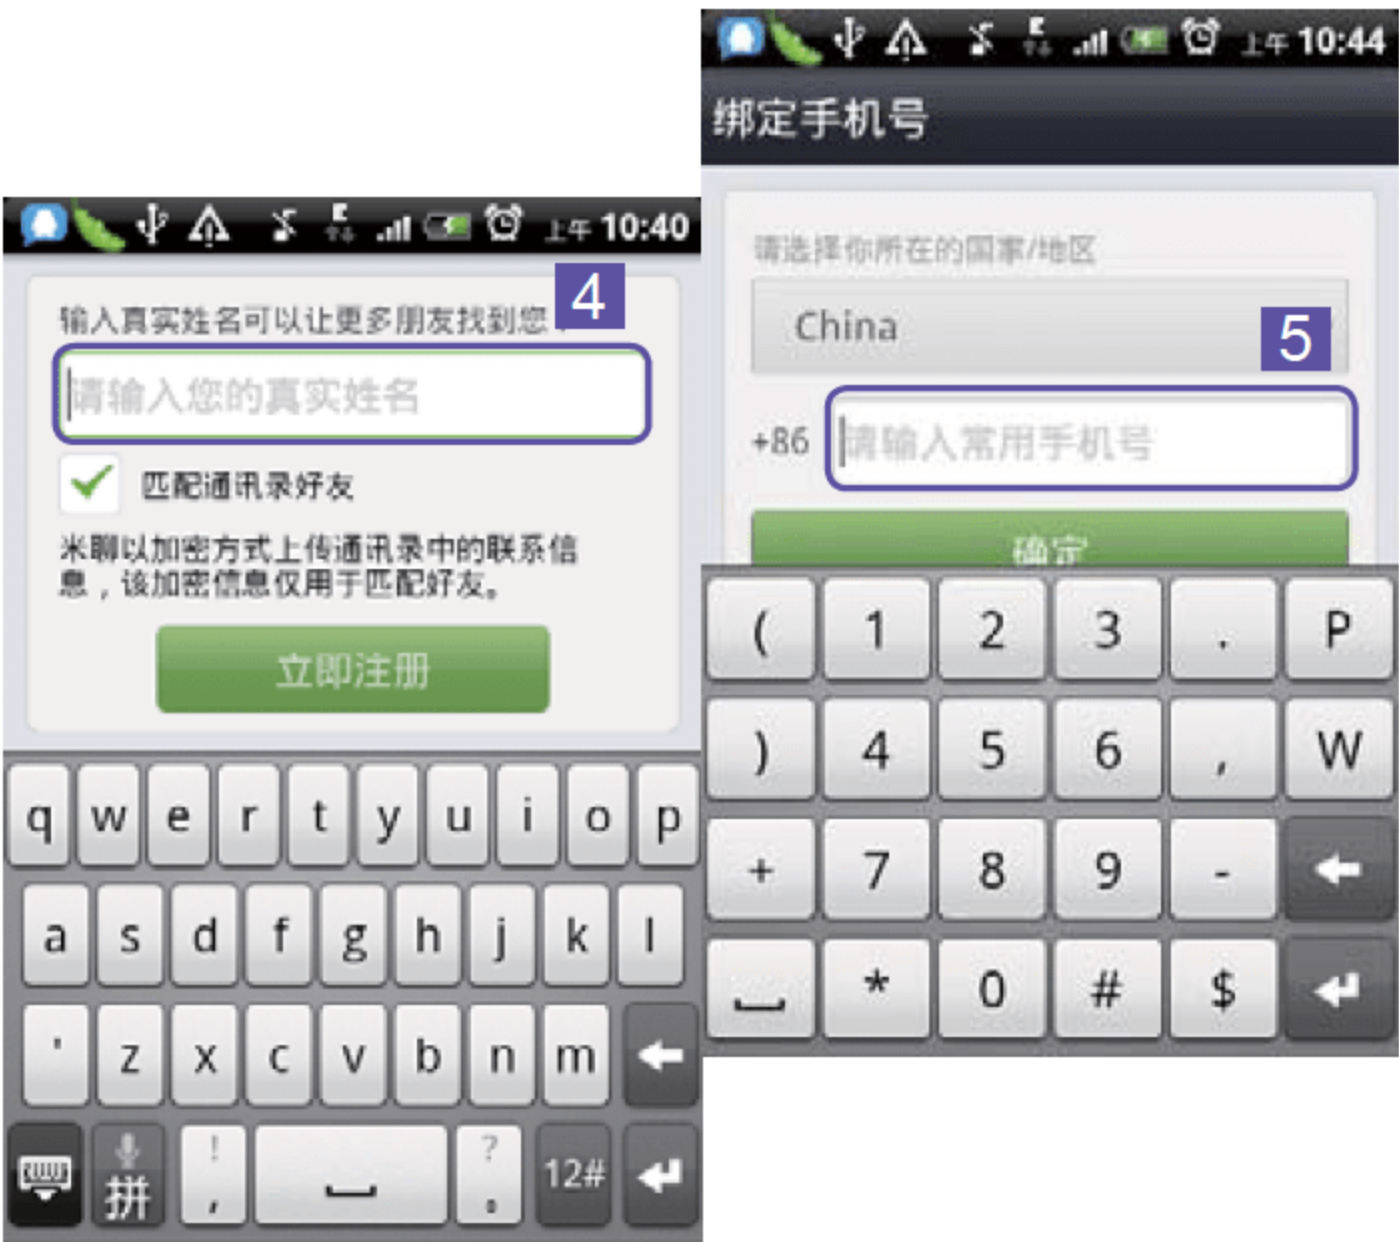 上午 10:40
4
输入真实姓名可以让更多朋友找到您
请输入您的真实姓名
匹配通讯录好友
米聊以加密方式上传通讯录中的联系信
息，该加密信息仅用于匹配好友。
立即注册
q w e r t y u i o p
a s d f g h j k l
' z x c v b n m
拼 ! , ? 。 12#
上午 10:44
绑定手机号
请选择你所在的国家/地区
China
5
+86 请输入常用手机号
确定
( 1 2 3 . P
) 4 5 6 , W
+ 7 8 9 -
* 0 # $